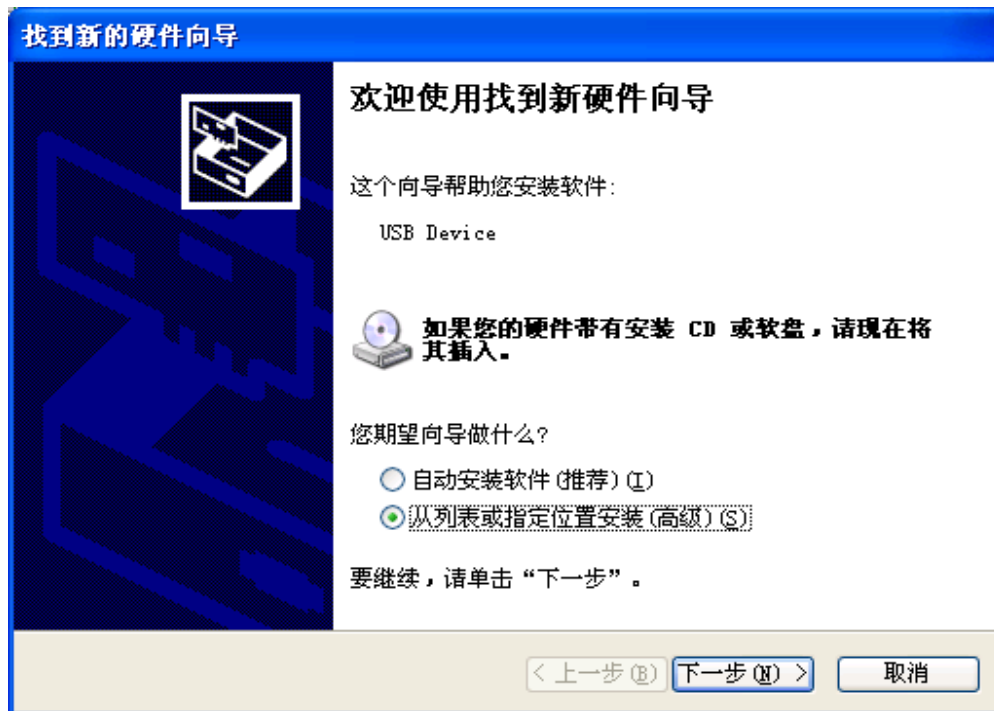 找到新的硬件向导
欢迎使用找到新硬件向导
这个向导帮助您安装软件:
USB Device
如果您的硬件带有安装 CD 或软盘，请现在将
其插入。
您期望向导做什么?
自动安装软件(推荐)(I)
从列表或指定位置安装(高级)(S)
要继续，请单击“下一步”。
< 上一步(B) 下一步(N) > 取消